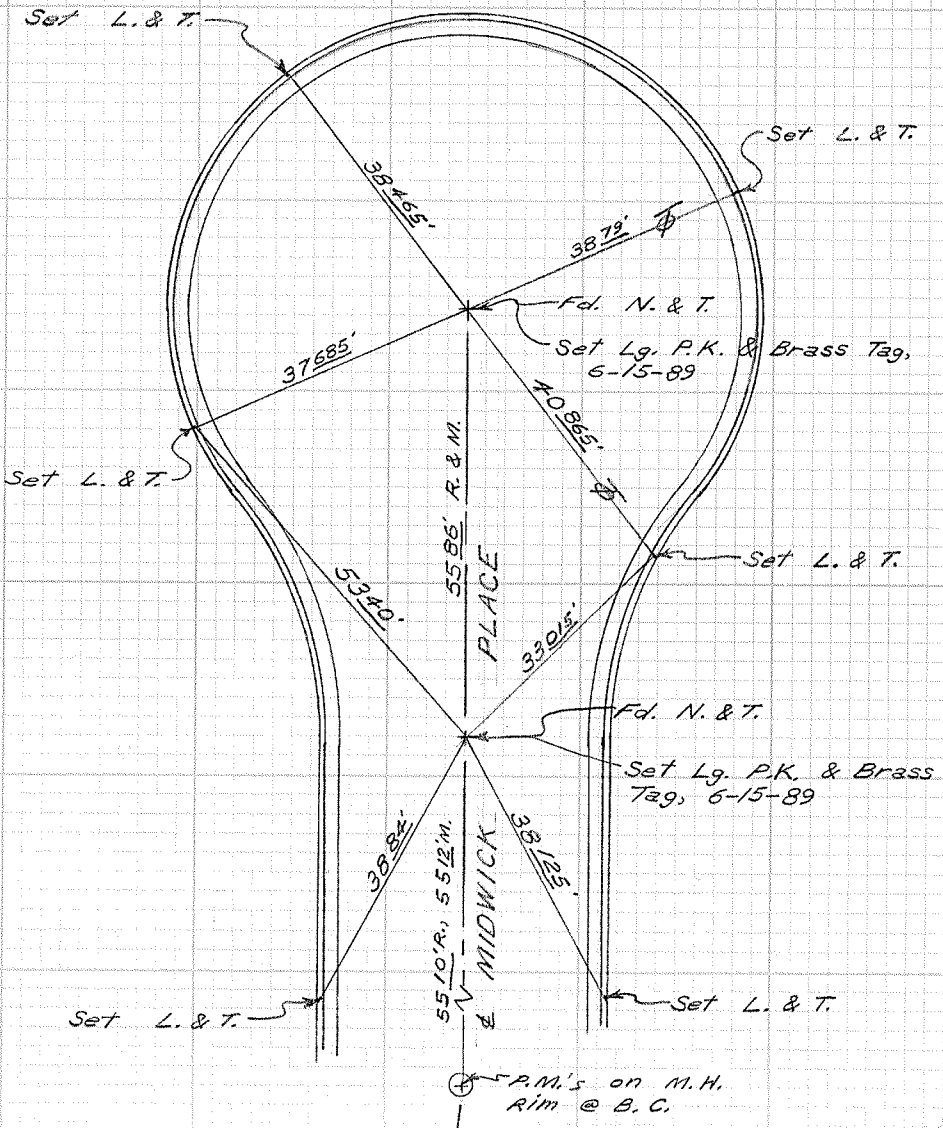 Set L. & T.
Set L. & T.
38 465'
38 79'
Fd. N. & T.
Set Lg. P.K. & Brass Tag,
6-15-89
37 685'
40 865'
Set L. & T.
55 86' R. & M.
PLACE
Set L. & T.
53 40'
33 015'
Fd. N. & T.
Set Lg. P.K. & Brass
Tag, 6-15-89
38 84'
55 10' R., 55 12' M.
℄ MIDWICK
38 125'
Set L. & T.
Set L. & T.
P.M.'s on M.H.
Rim @ B.C.